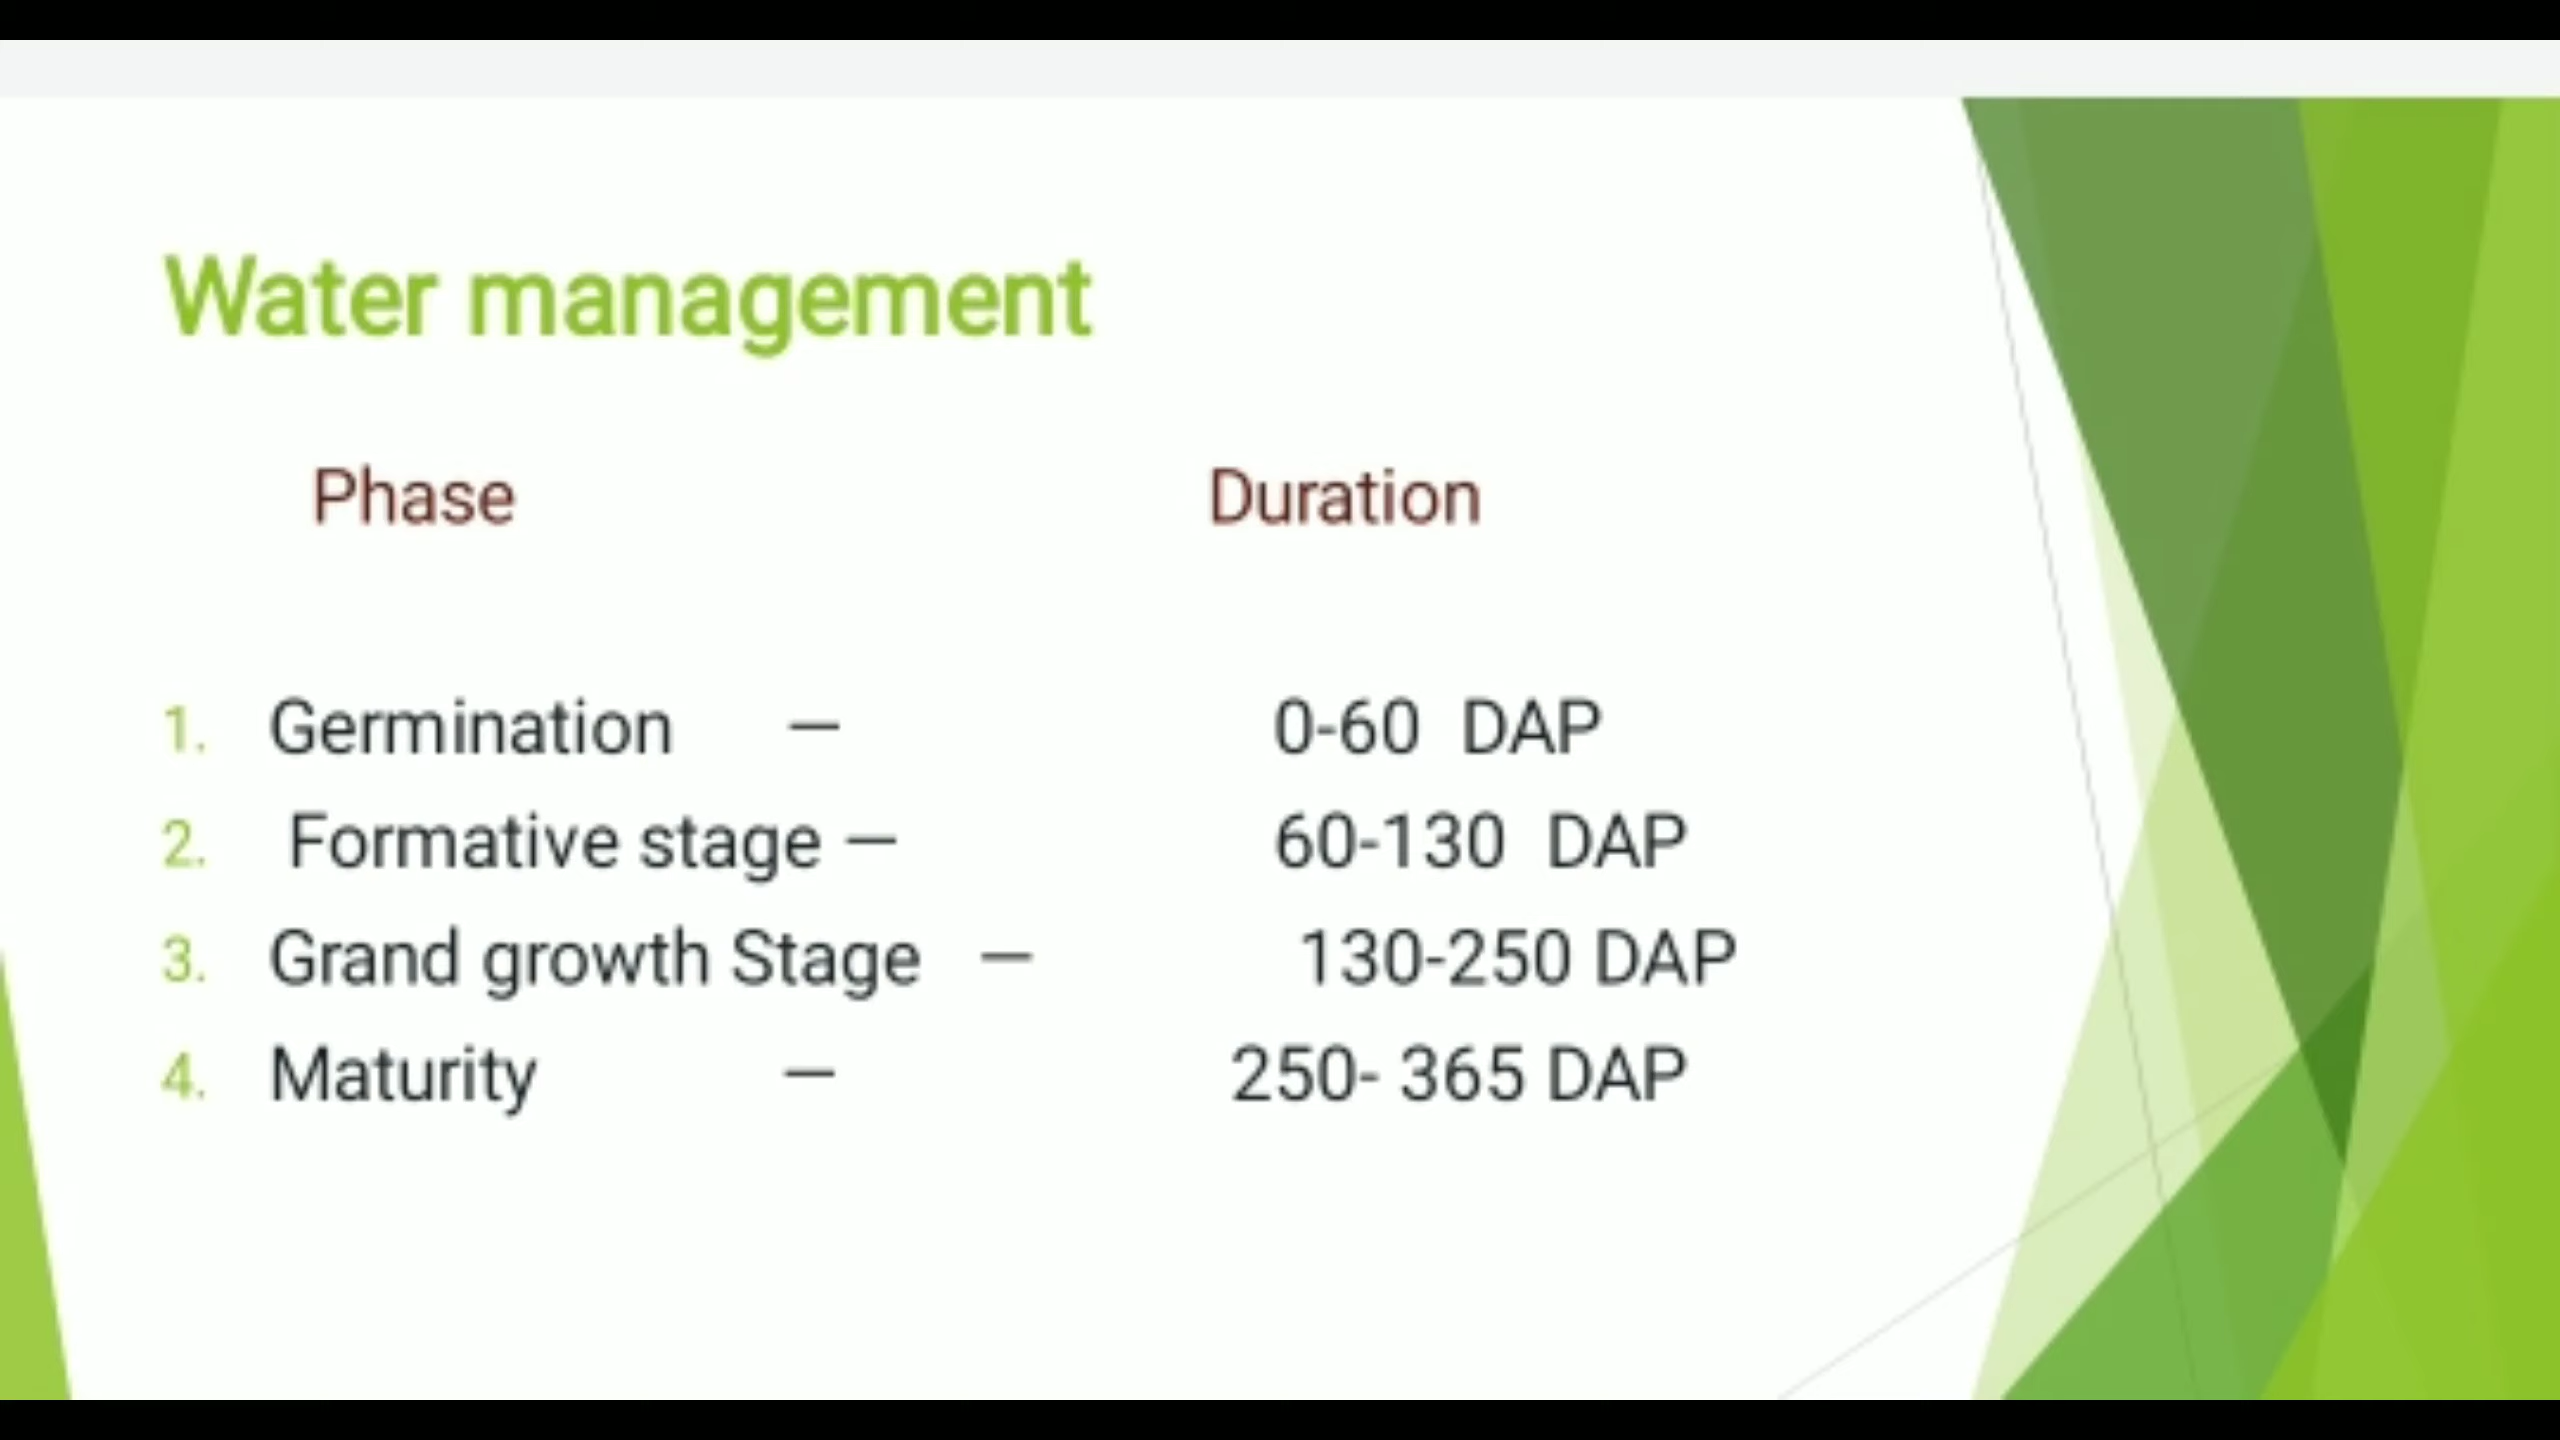 Water management
Phase Duration
1. Germination — 0-60 DAP
2. Formative stage — 60-130 DAP
3. Grand growth Stage — 130-250 DAP
4. Maturity — 250- 365 DAP